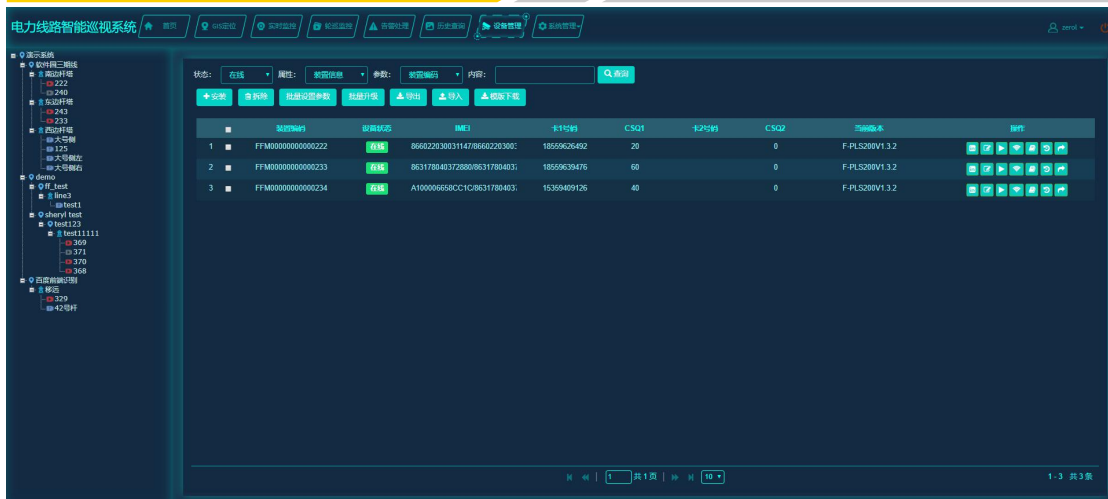 电力线路智能巡视系统 首页 GIS定位 实时监控 轮巡监控 告警处理 历史查询 设备管理 系统管理 zerol
演示系统
软件园三期线
南边杆塔
222
240
东边杆塔
243
233
西边杆塔
大号侧
125
大号侧左
大号侧右
demo
ff_test
line3
test1
sheryl test
test123
test11111
369
371
370
368
百度前端识别
移远
329
42号杆
状态: 在线 属性: 装置信息 参数: 装置编码 内容: 查询
安装 拆除 批量设置参数 批量升级 导出 导入 模版下载
装置编码 设备状态 IMEI 卡1号码 CSQ1 卡2号码 CSQ2 当前版本 操作
1 FFM00000000000222 在线 866022030031147/86602203003 18559626492 20 0 F-PLS200V1.3.2
2 FFM00000000000233 在线 863178040372880/8631780403 18559639476 60 0 F-PLS200V1.3.2
3 FFM00000000000234 在线 A100006658CC1C/8631780403 15359409126 40 0 F-PLS200V1.3.2
1 共1页 10 1-3 共3条